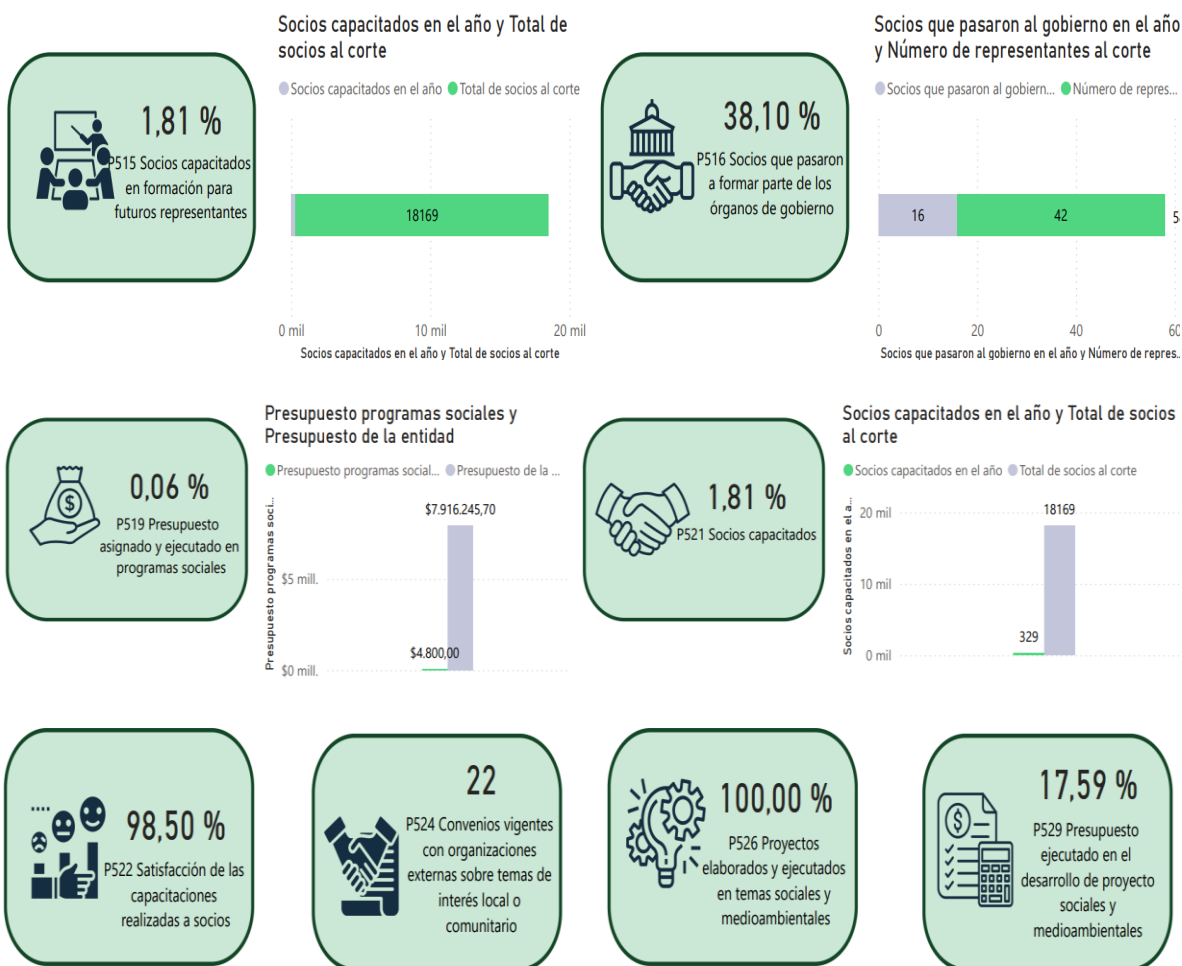 Socios capacitados en el año y Total de
socios al corte
Socios capacitados en el año Total de socios al corte
1,81 %
P515 Socios capacitados
en formación para
futuros representantes
18169
0 mil 10 mil 20 mil
Socios capacitados en el año y Total de socios al corte
Socios que pasaron al gobierno en el año
y Número de representantes al corte
Socios que pasaron al gobiern... Número de repres...
38,10 %
P516 Socios que pasaron
a formar parte de los
órganos de gobierno
16 42 5
0 20 40 60
Socios que pasaron al gobierno en el año y Número de repres...
Presupuesto programas sociales y
Presupuesto de la entidad
Presupuesto programas social... Presupuesto de la ...
0,06 %
P519 Presupuesto
asignado y ejecutado en
programas sociales
Presupuesto programas soci...
$7.916.245,70
$5 mill.
$4.800,00
$0 mill.
Socios capacitados en el año y Total de socios
al corte
Socios capacitados en el año Total de socios al corte
1,81 %
P521 Socios capacitados
Socios capacitados en el a...
20 mil
18169
10 mil
329
0 mil
98,50 %
P522 Satisfacción de las
capacitaciones
realizadas a socios
22
P524 Convenios vigentes
con organizaciones
externas sobre temas de
interés local o
comunitario
100,00 %
P526 Proyectos
elaborados y ejecutados
en temas sociales y
medioambientales
17,59 %
P529 Presupuesto
ejecutado en el
desarrollo de proyecto
sociales y
medioambientales